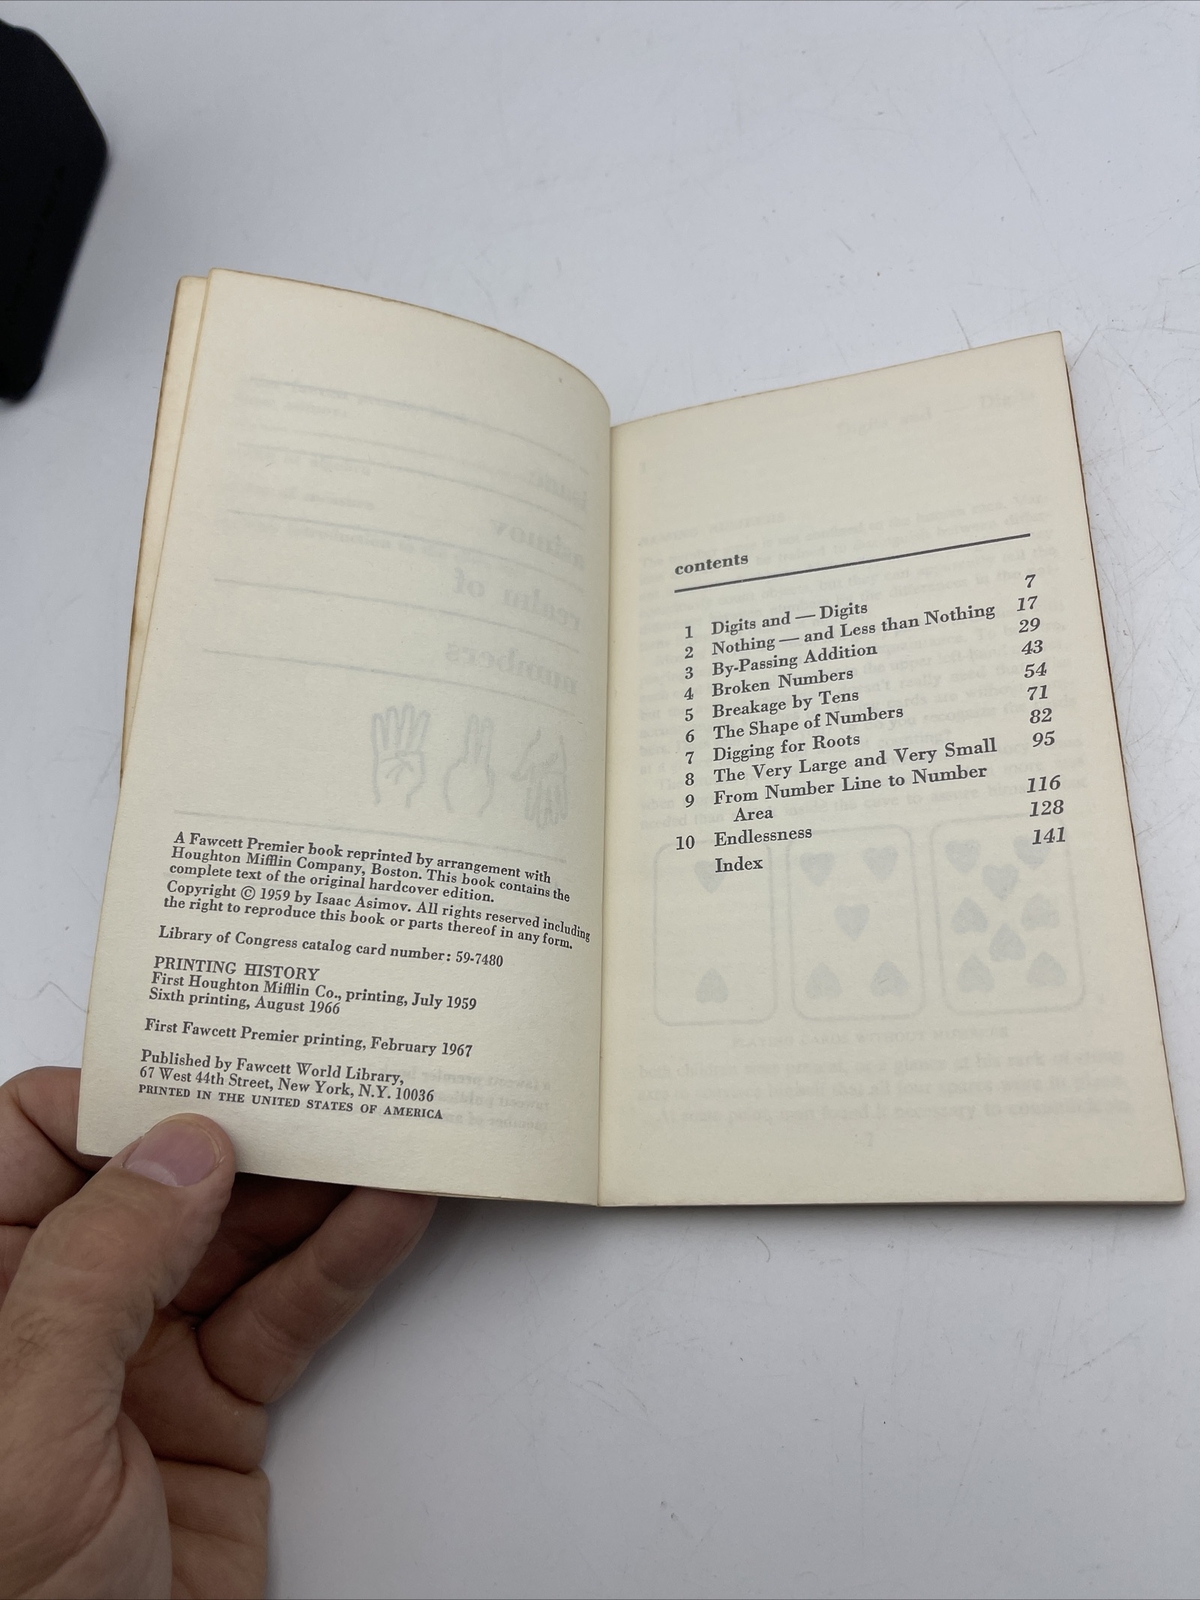 A Fawcett Premier book reprinted by arrangement with
Houghton Mifflin Company, Boston. This book contains the
complete text of the original hardcover edition.
Copyright © 1959 by Isaac Asimov. All rights reserved including
the right to reproduce this book or parts thereof in any form.
Library of Congress catalog card number: 59-7480
PRINTING HISTORY
First Houghton Mifflin Co., printing, July 1959
Sixth printing, August 1966
First Fawcett Premier printing, February 1967
Published by Fawcett World Library,
67 West 44th Street, New York, N.Y. 10036
PRINTED IN THE UNITED STATES OF AMERICA
contents
1 Digits and — Digits 7
2 Nothing — and Less than Nothing 17
3 By-Passing Addition 29
4 Broken Numbers 43
5 Breakage by Tens 54
6 The Shape of Numbers 71
7 Digging for Roots 82
8 The Very Large and Very Small 95
9 From Number Line to Number
Area 116
10 Endlessness 128
Index 141